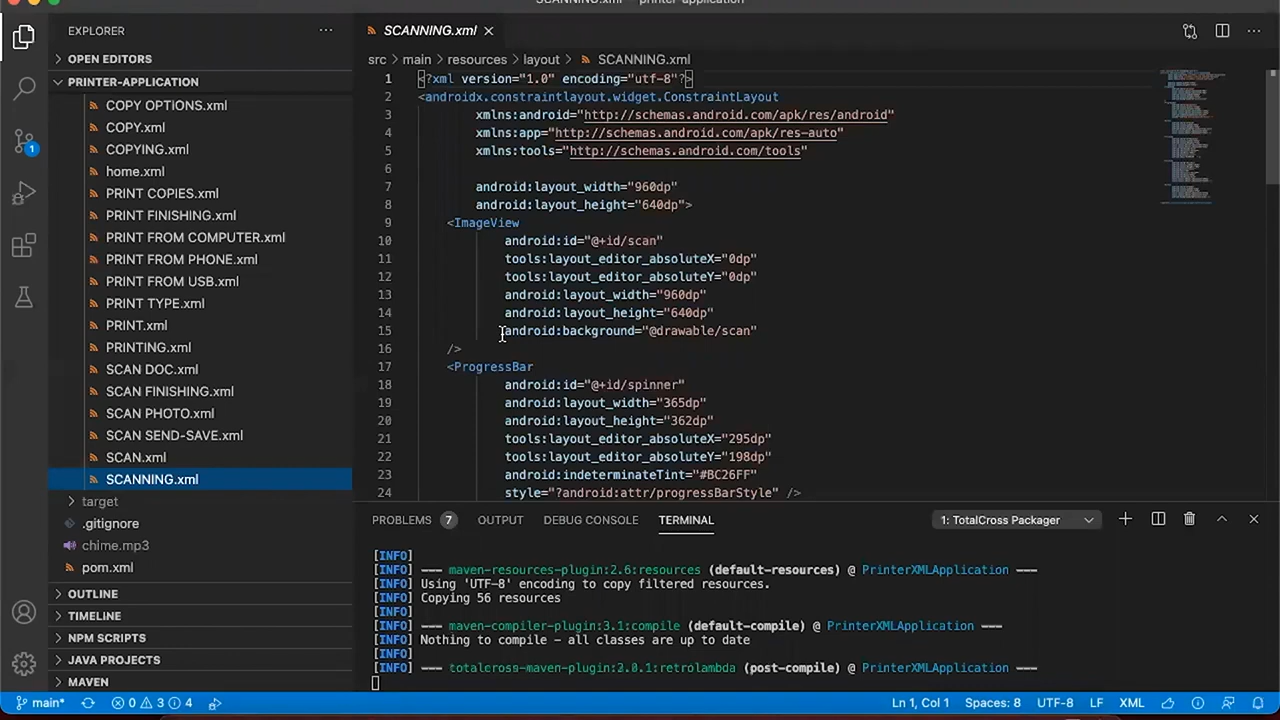 SCANNING.xml — printer-application
EXPLORER
OPEN EDITORS
PRINTER-APPLICATION
COPY OPTIONS.xml
COPY.xml
COPYING.xml
home.xml
PRINT COPIES.xml
PRINT FINISHING.xml
PRINT FROM COMPUTER.xml
PRINT FROM PHONE.xml
PRINT FROM USB.xml
PRINT TYPE.xml
PRINT.xml
PRINTING.xml
SCAN DOC.xml
SCAN FINISHING.xml
SCAN PHOTO.xml
SCAN SEND-SAVE.xml
SCAN.xml
SCANNING.xml
target
.gitignore
chime.mp3
pom.xml
OUTLINE
TIMELINE
NPM SCRIPTS
JAVA PROJECTS
MAVEN
1
SCANNING.xml
src > main > resources > layout > SCANNING.xml
1 <?xml version="1.0" encoding="utf-8"?>
2 <androidx.constraintlayout.widget.ConstraintLayout
3 xmlns:android="http://schemas.android.com/apk/res/android"
4 xmlns:app="http://schemas.android.com/apk/res-auto"
5 xmlns:tools="http://schemas.android.com/tools"
6
7 android:layout_width="960dp"
8 android:layout_height="640dp">
9 <ImageView
10 android:id="@+id/scan"
11 tools:layout_editor_absoluteX="0dp"
12 tools:layout_editor_absoluteY="0dp"
13 android:layout_width="960dp"
14 android:layout_height="640dp"
15 android:background="@drawable/scan"
16 />
17 <ProgressBar
18 android:id="@+id/spinner"
19 android:layout_width="365dp"
20 android:layout_height="362dp"
21 tools:layout_editor_absoluteX="295dp"
22 tools:layout_editor_absoluteY="198dp"
23 android:indeterminateTint="#BC26FF"
24 style="?android:attr/progressBarStyle" />
PROBLEMS 7 OUTPUT DEBUG CONSOLE TERMINAL 1: TotalCross Packager
[INFO]
[INFO] --- maven-resources-plugin:2.6:resources (default-resources) @ PrinterXMLApplication ---
[INFO] Using 'UTF-8' encoding to copy filtered resources.
[INFO] Copying 56 resources
[INFO]
[INFO] --- maven-compiler-plugin:3.1:compile (default-compile) @ PrinterXMLApplication ---
[INFO] Nothing to compile - all classes are up to date
[INFO]
[INFO] --- totalcross-maven-plugin:2.0.1:retrolambda (post-compile) @ PrinterXMLApplication ---
main* 0 3 4 Ln 1, Col 1 Spaces: 8 UTF-8 LF XML